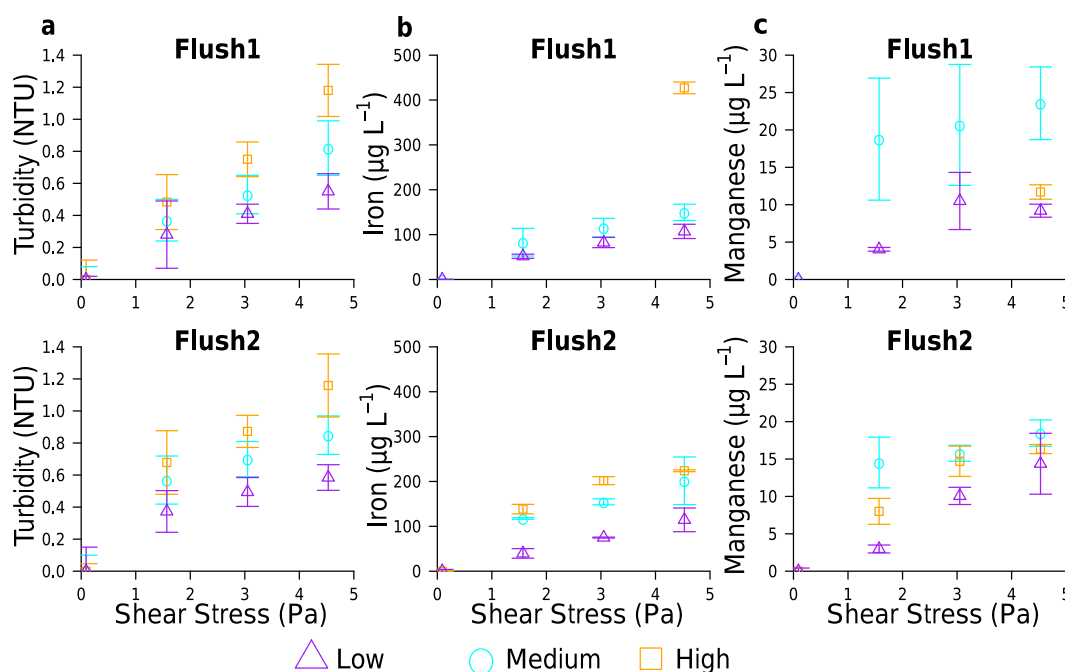 a
b
c
Flush1
Flush1
Flush1
Turbidity (NTU)
0.0
0.2
0.4
0.6
0.8
1.0
1.2
1.4
0 1 2 3 4 5
Iron (µg L⁻¹)
0
100
200
300
400
500
0 1 2 3 4 5
Manganese (µg L⁻¹)
0
5
10
15
20
25
30
0 1 2 3 4 5
Flush2
Flush2
Flush2
Turbidity (NTU)
0.0
0.2
0.4
0.6
0.8
1.0
1.2
1.4
0 1 2 3 4 5
Shear Stress (Pa)
Iron (µg L⁻¹)
0
100
200
300
400
500
0 1 2 3 4 5
Shear Stress (Pa)
Manganese (µg L⁻¹)
0
5
10
15
20
25
30
0 1 2 3 4 5
Shear Stress (Pa)
Low Medium High